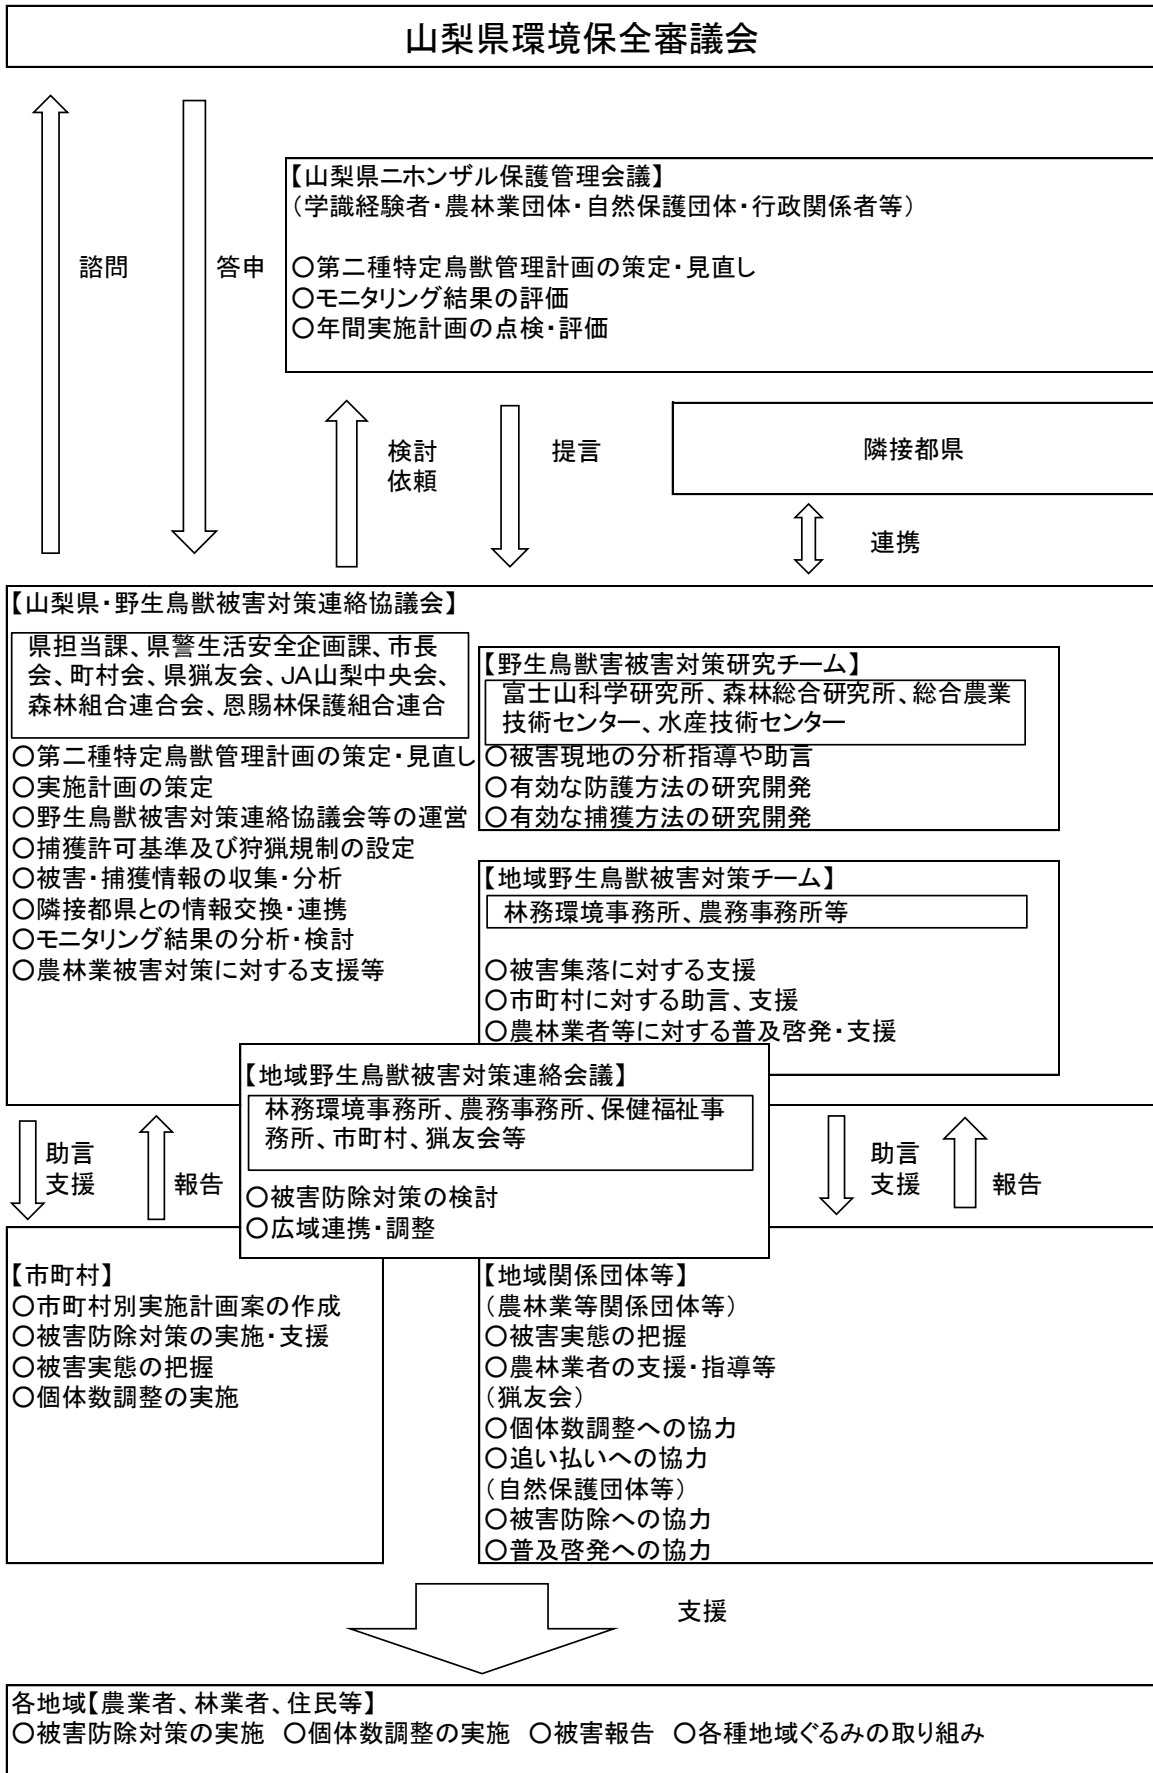 山梨県環境保全審議会
諮問
答申
【山梨県ニホンザル保護管理会議】
（学識経験者・農林業団体・自然保護団体・行政関係者等）
○第二種特定鳥獣管理計画の策定・見直し
○モニタリング結果の評価
○年間実施計画の点検・評価
検討
依頼
提言
隣接都県
連携
【山梨県・野生鳥獣被害対策連絡協議会】
県担当課、県警生活安全企画課、市長
会、町村会、県猟友会、JA山梨中央会、
森林組合連合会、恩賜林保護組合連合
○第二種特定鳥獣管理計画の策定・見直し
○実施計画の策定
○野生鳥獣被害対策連絡協議会等の運営
○捕獲許可基準及び狩猟規制の設定
○被害・捕獲情報の収集・分析
○隣接都県との情報交換・連携
○モニタリング結果の分析・検討
○農林業被害対策に対する支援等
【野生鳥獣害被害対策研究チーム】
富士山科学研究所、森林総合研究所、総合農業
技術センター、水産技術センター
○被害現地の分析指導や助言
○有効な防護方法の研究開発
○有効な捕獲方法の研究開発
【地域野生鳥獣被害対策チーム】
林務環境事務所、農務事務所等
○被害集落に対する支援
○市町村に対する助言、支援
○農林業者等に対する普及啓発・支援
【地域野生鳥獣被害対策連絡会議】
林務環境事務所、農務事務所、保健福祉事
務所、市町村、猟友会等
○被害防除対策の検討
○広域連携・調整
助言
支援
報告
助言
支援
報告
【市町村】
○市町村別実施計画案の作成
○被害防除対策の実施・支援
○被害実態の把握
○個体数調整の実施
【地域関係団体等】
（農林業等関係団体等）
○被害実態の把握
○農林業者の支援・指導等
（猟友会）
○個体数調整への協力
○追い払いへの協力
（自然保護団体等）
○被害防除への協力
○普及啓発への協力
支援
各地域【農業者、林業者、住民等】
○被害防除対策の実施 ○個体数調整の実施 ○被害報告 ○各種地域ぐるみの取り組み